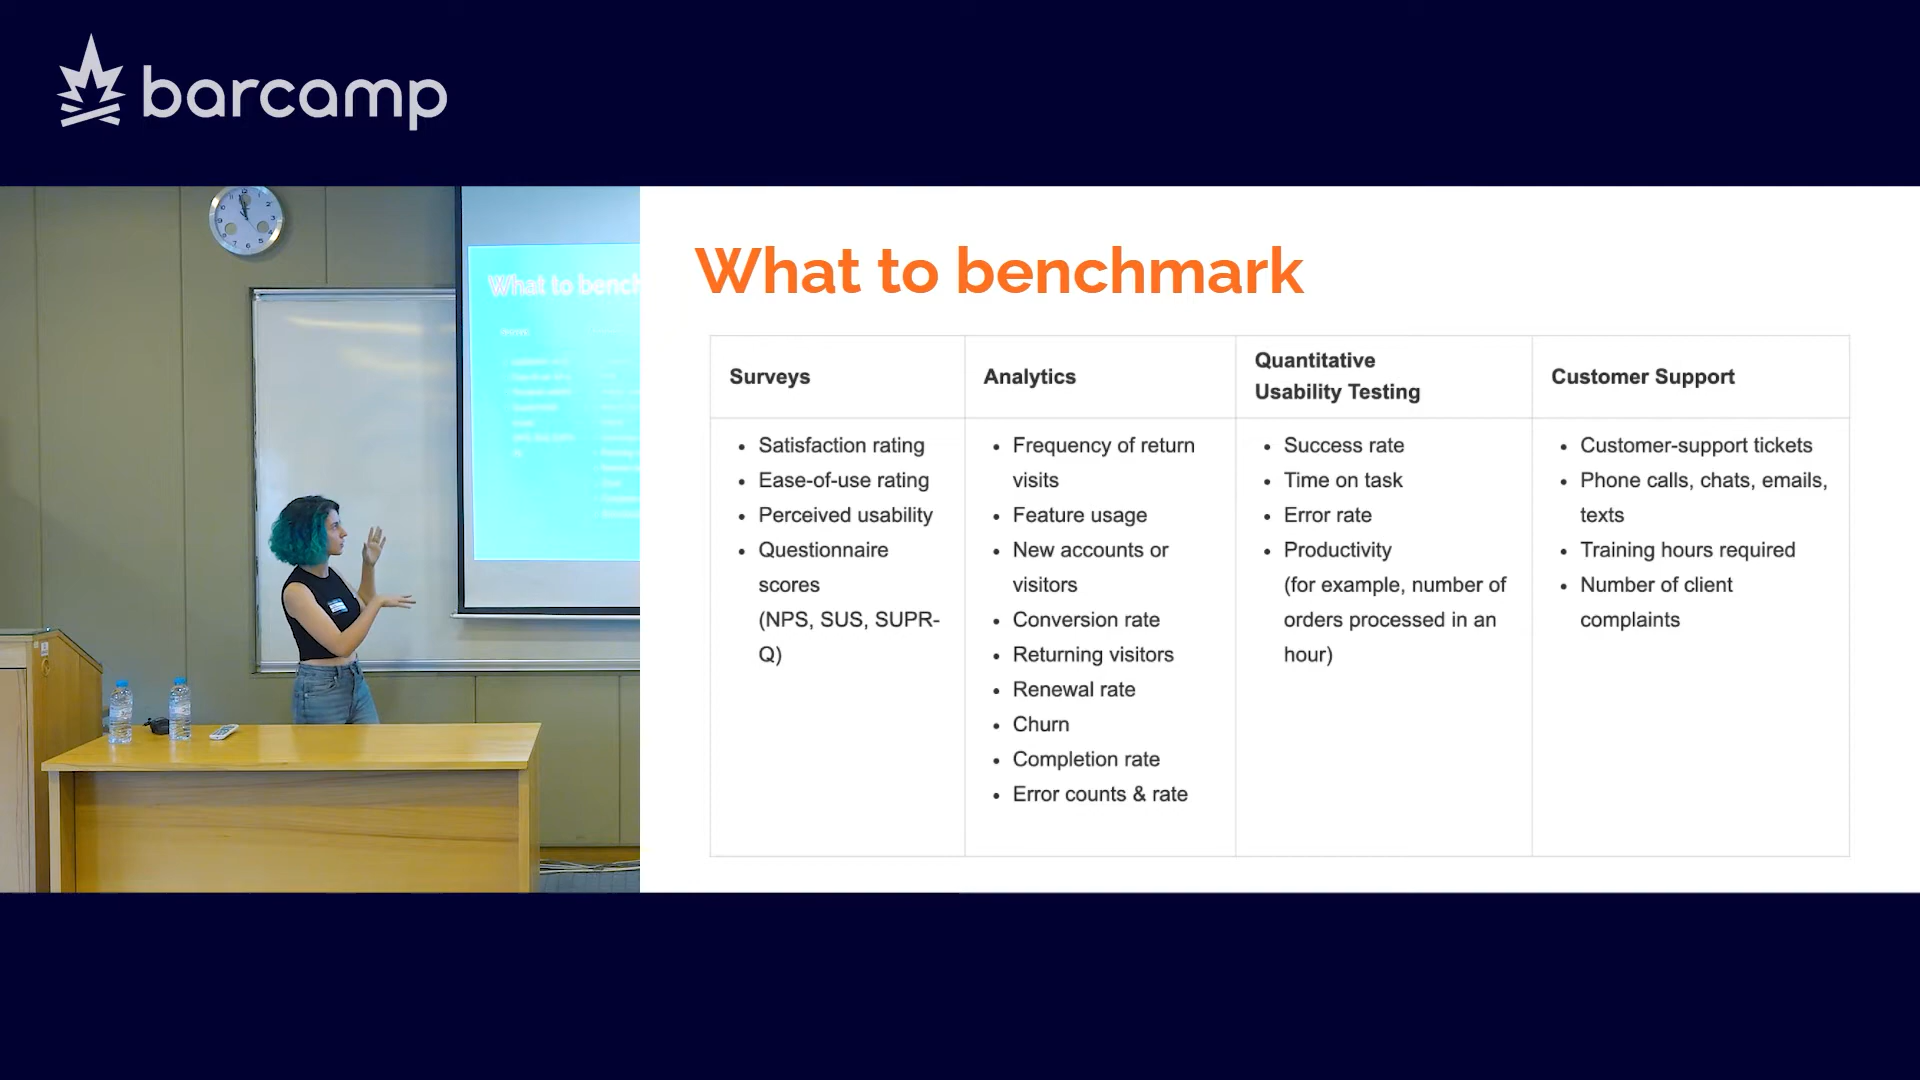 barcamp
What to bench
What to benchmark
Surveys
Satisfaction rating
Ease-of-use rating
Perceived usability
Questionnaire
scores
(NPS, SUS, SUPR-
Q)
Analytics
Frequency of return
visits
Feature usage
New accounts or
visitors
Conversion rate
Returning visitors
Renewal rate
Churn
Completion rate
Error counts & rate
Quantitative
Usability Testing
Success rate
Time on task
Error rate
Productivity
(for example, number of
orders processed in an
hour)
Customer Support
Customer-support tickets
Phone calls, chats, emails,
texts
Training hours required
Number of client
complaints